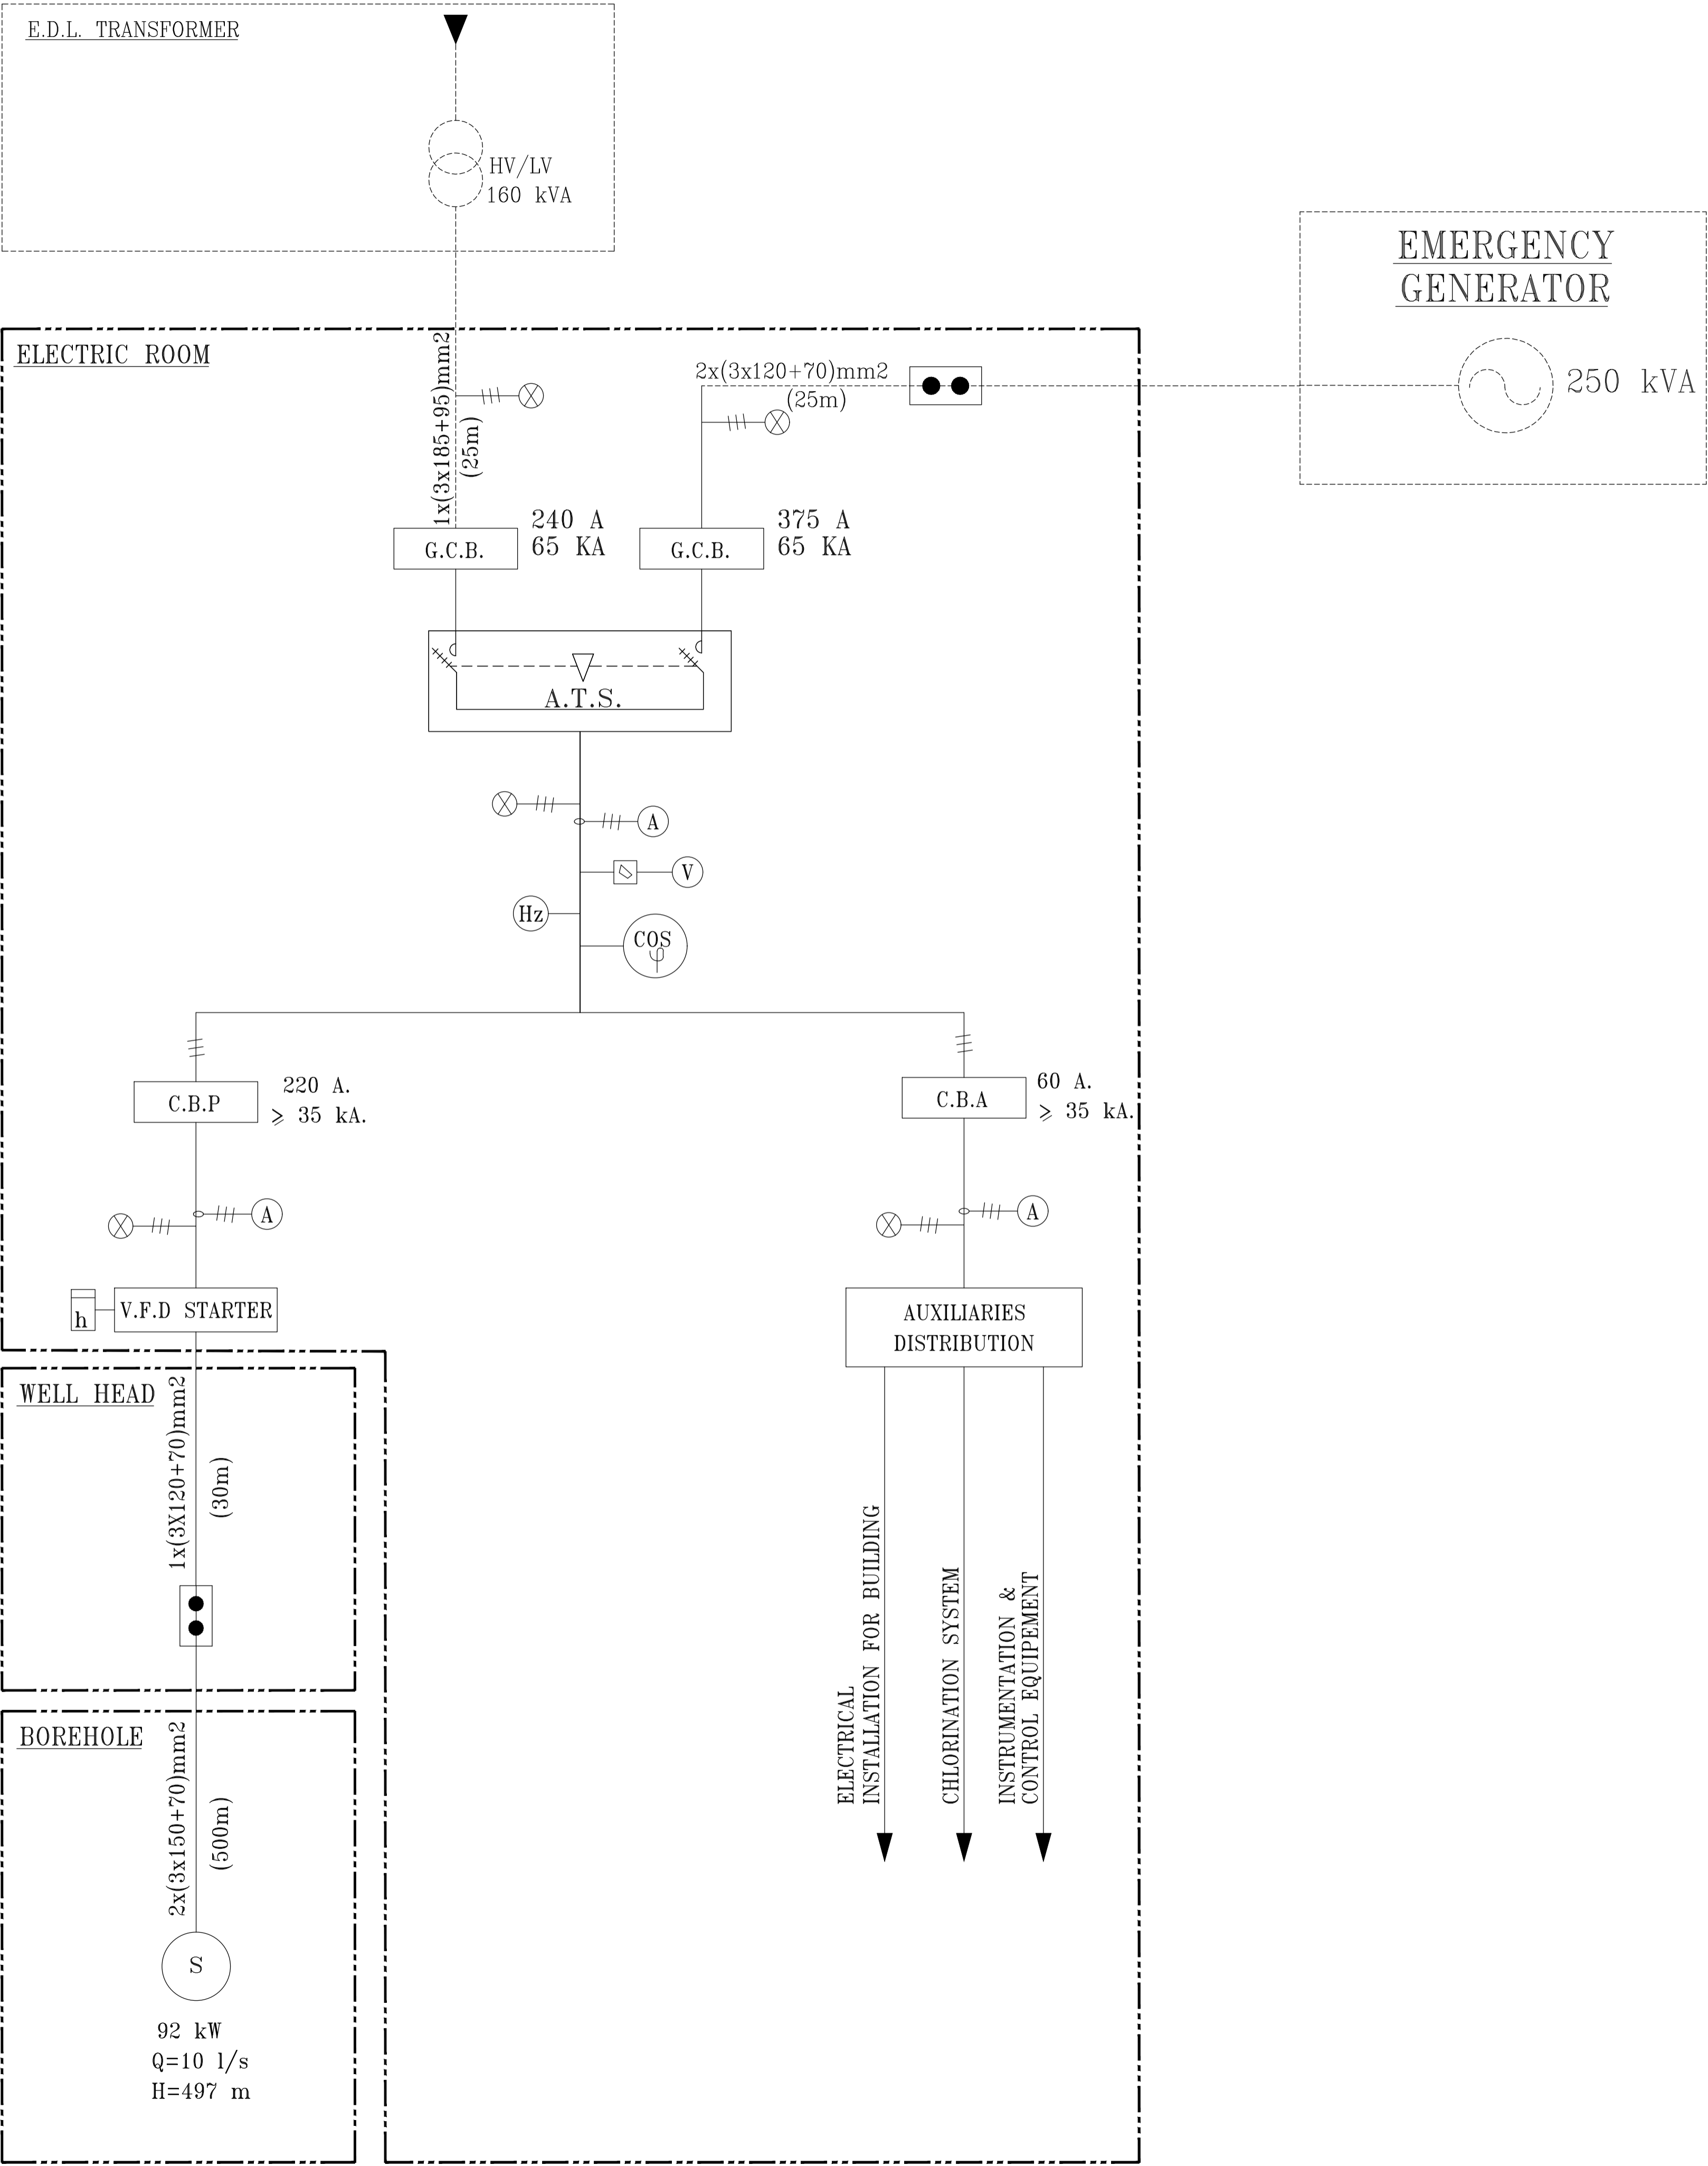 E.D.L. TRANSFORMER
HV/LV
160 kVA
EMERGENCY
GENERATOR
250 kVA
ELECTRIC ROOM
1x(3x185+95)mm2
(25m)
2x(3x120+70)mm2
(25m)
G.C.B.
240 A
65 KA
G.C.B.
375 A
65 KA
A.T.S.
A
V
Hz
COS
φ
C.B.P
220 A.
⩾ 35 kA.
C.B.A
60 A.
⩾ 35 kA.
A
A
h
V.F.D STARTER
AUXILIARIES
DISTRIBUTION
WELL HEAD
1x(3X120+70)mm2
(30m)
ELECTRICAL
INSTALLATION FOR BUILDING
CHLORINATION SYSTEM
INSTRUMENTATION &
CONTROL EQUIPEMENT
BOREHOLE
2x(3x150+70)mm2
(500m)
S
92 kW
Q=10 l/s
H=497 m